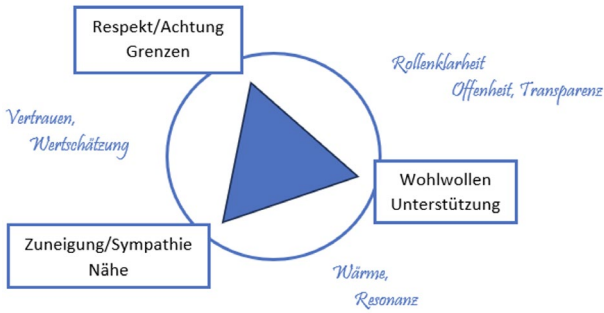 Respekt/Achtung
Grenzen
Rollenklarheit
Offenheit, Transparenz
Vertrauen,
Wertschätzung
Wohlwollen
Unterstützung
Zuneigung/Sympathie
Nähe
Wärme,
Resonanz